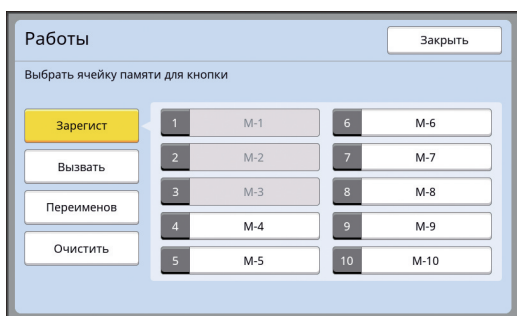 Работы
Закрыть
Выбрать ячейку памяти для кнопки
Зарегист
Вызвать
Переименов
Очистить
1 M-1
2 M-2
3 M-3
4 M-4
5 M-5
6 M-6
7 M-7
8 M-8
9 M-9
10 M-10